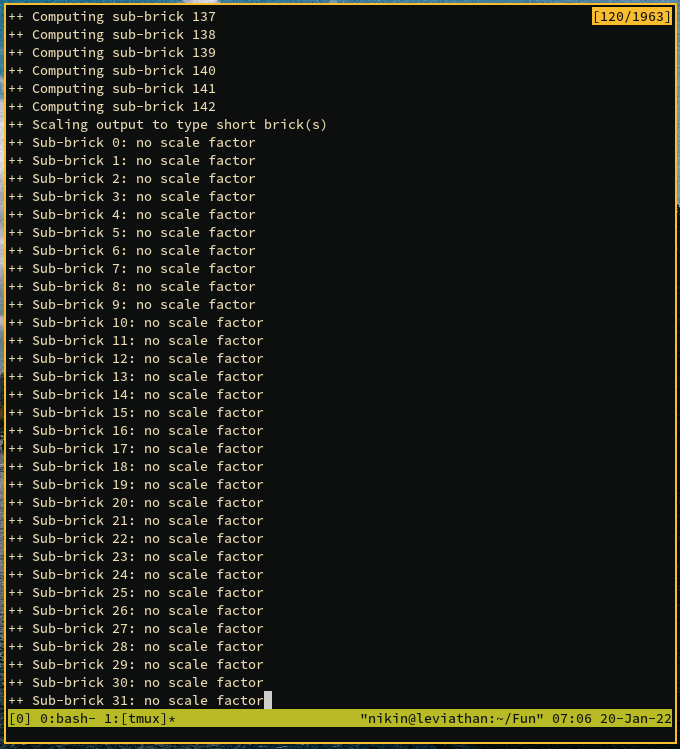 ++ Computing sub-brick 137 [120/1963]
++ Computing sub-brick 138
++ Computing sub-brick 139
++ Computing sub-brick 140
++ Computing sub-brick 141
++ Computing sub-brick 142
++ Scaling output to type short brick(s)
++ Sub-brick 0: no scale factor
++ Sub-brick 1: no scale factor
++ Sub-brick 2: no scale factor
++ Sub-brick 3: no scale factor
++ Sub-brick 4: no scale factor
++ Sub-brick 5: no scale factor
++ Sub-brick 6: no scale factor
++ Sub-brick 7: no scale factor
++ Sub-brick 8: no scale factor
++ Sub-brick 9: no scale factor
++ Sub-brick 10: no scale factor
++ Sub-brick 11: no scale factor
++ Sub-brick 12: no scale factor
++ Sub-brick 13: no scale factor
++ Sub-brick 14: no scale factor
++ Sub-brick 15: no scale factor
++ Sub-brick 16: no scale factor
++ Sub-brick 17: no scale factor
++ Sub-brick 18: no scale factor
++ Sub-brick 19: no scale factor
++ Sub-brick 20: no scale factor
++ Sub-brick 21: no scale factor
++ Sub-brick 22: no scale factor
++ Sub-brick 23: no scale factor
++ Sub-brick 24: no scale factor
++ Sub-brick 25: no scale factor
++ Sub-brick 26: no scale factor
++ Sub-brick 27: no scale factor
++ Sub-brick 28: no scale factor
++ Sub-brick 29: no scale factor
++ Sub-brick 30: no scale factor
++ Sub-brick 31: no scale factor
[0] 0:bash- 1:[tmux]* "nikin@leviathan:~/Fun" 07:06 20-Jan-22